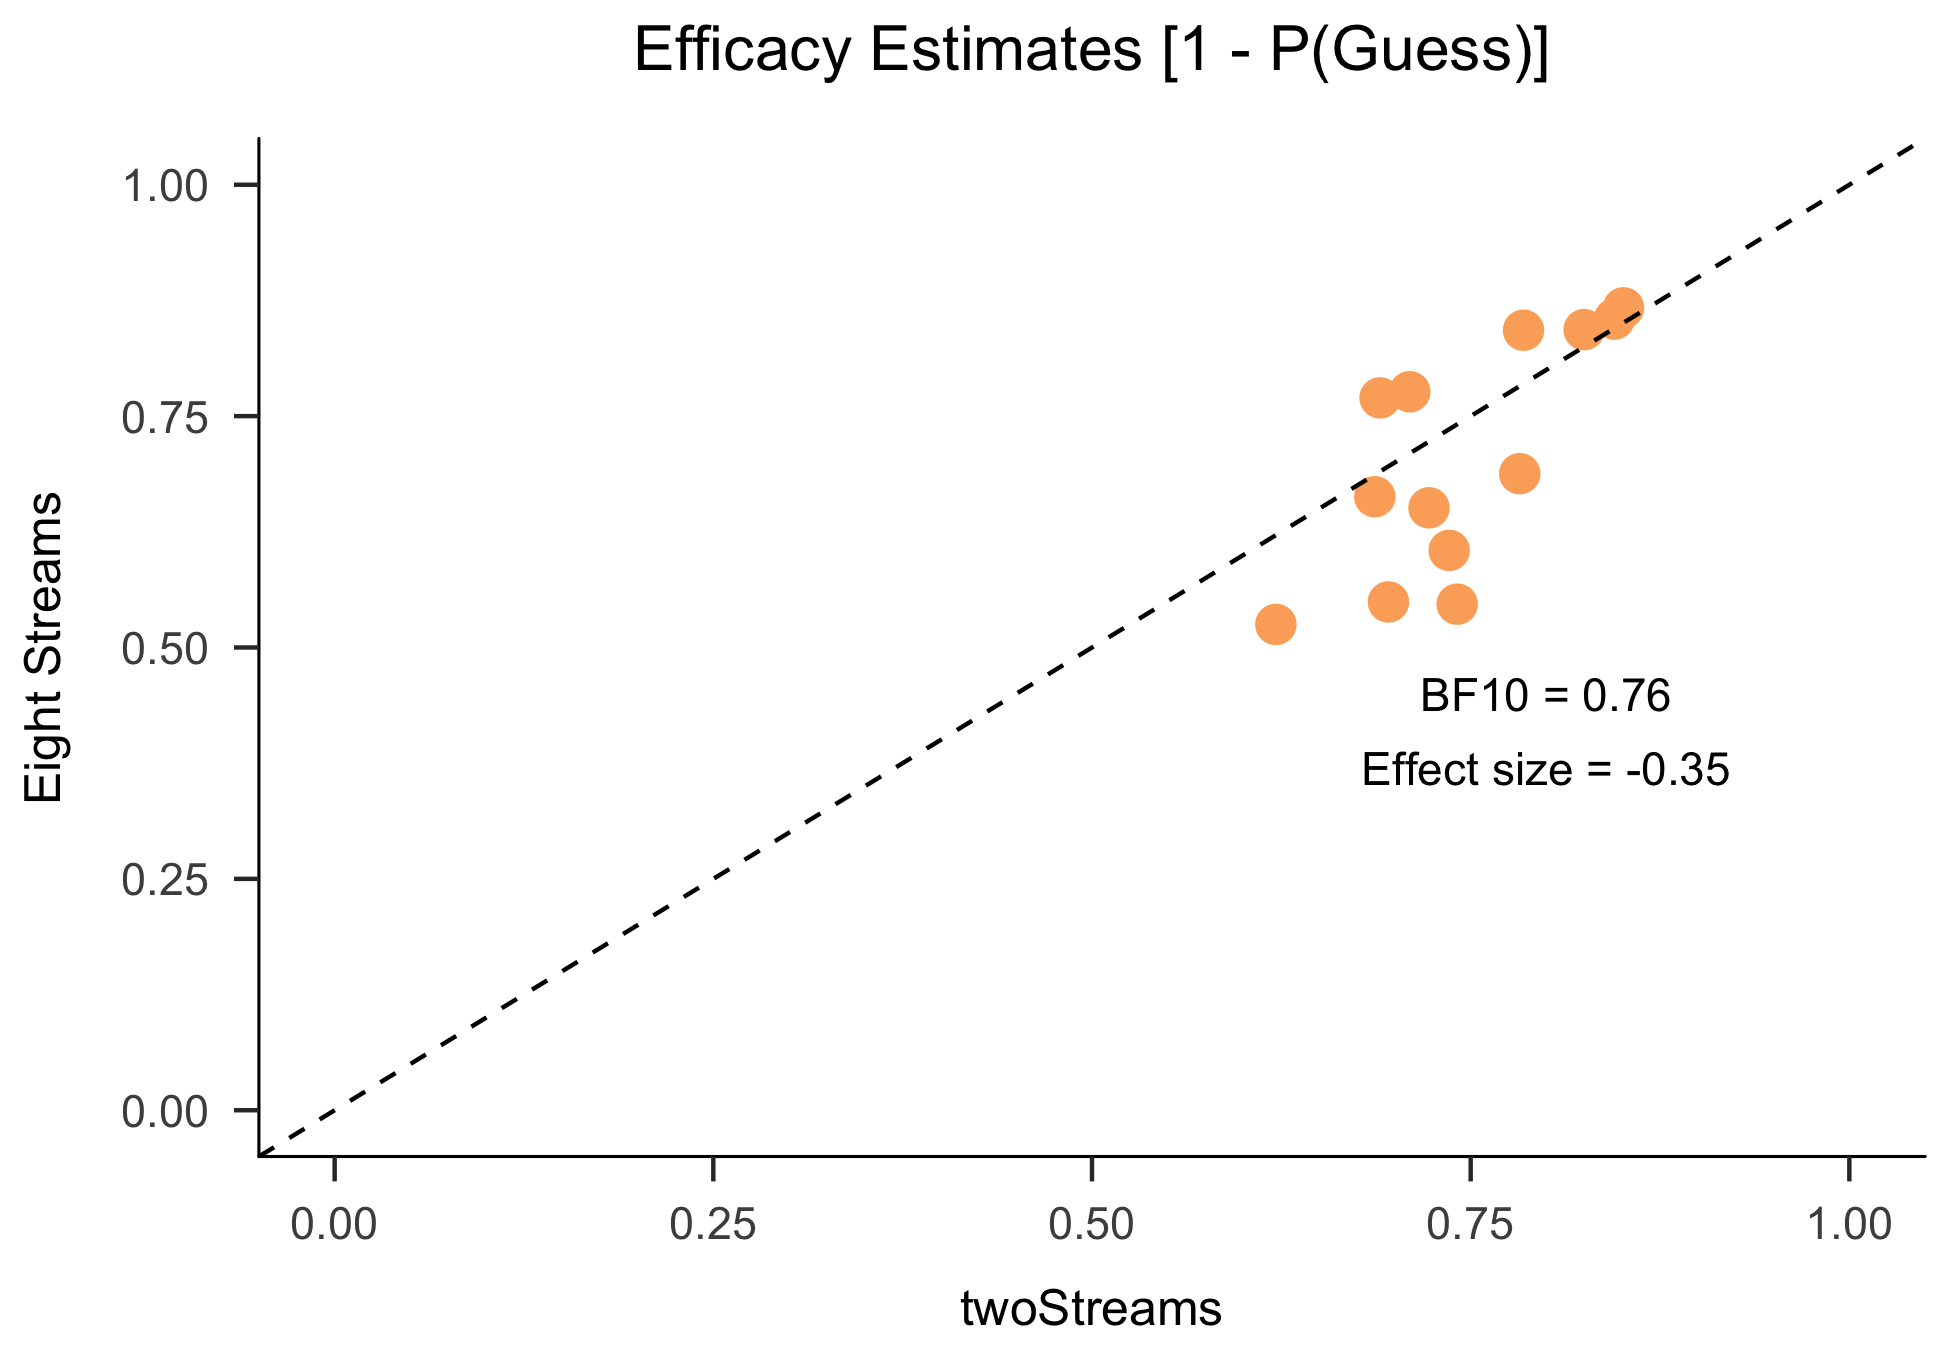 Efficacy Estimates [1 - P(Guess)]
Eight Streams
1.00
0.75
0.50
0.25
0.00
BF10 = 0.76
Effect size = -0.35
0.00 0.25 0.50 0.75 1.00
twoStreams